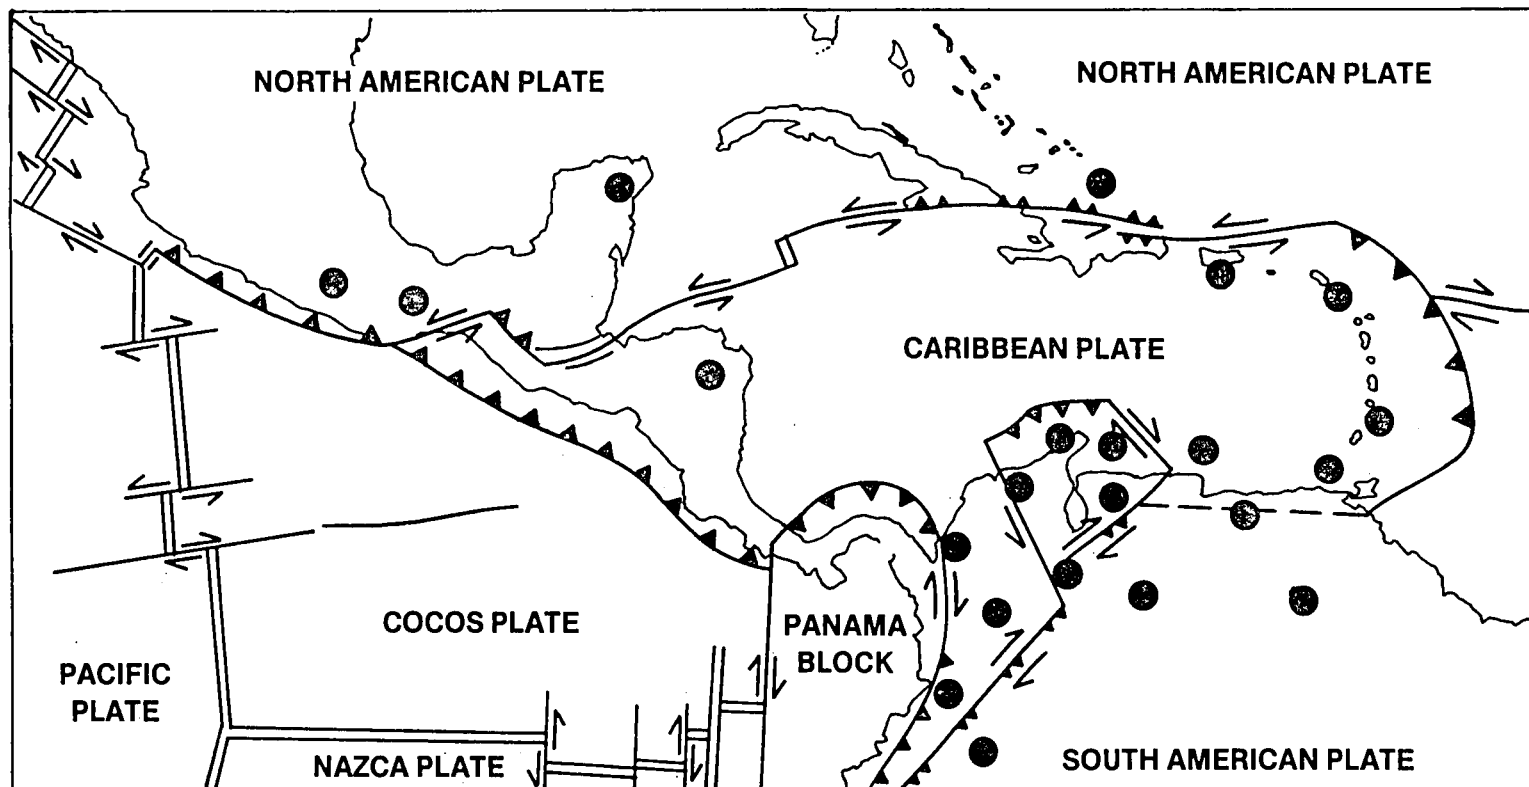 NORTH AMERICAN PLATE
NORTH AMERICAN PLATE
CARIBBEAN PLATE
COCOS PLATE
PANAMA
BLOCK
PACIFIC
PLATE
NAZCA PLATE
SOUTH AMERICAN PLATE